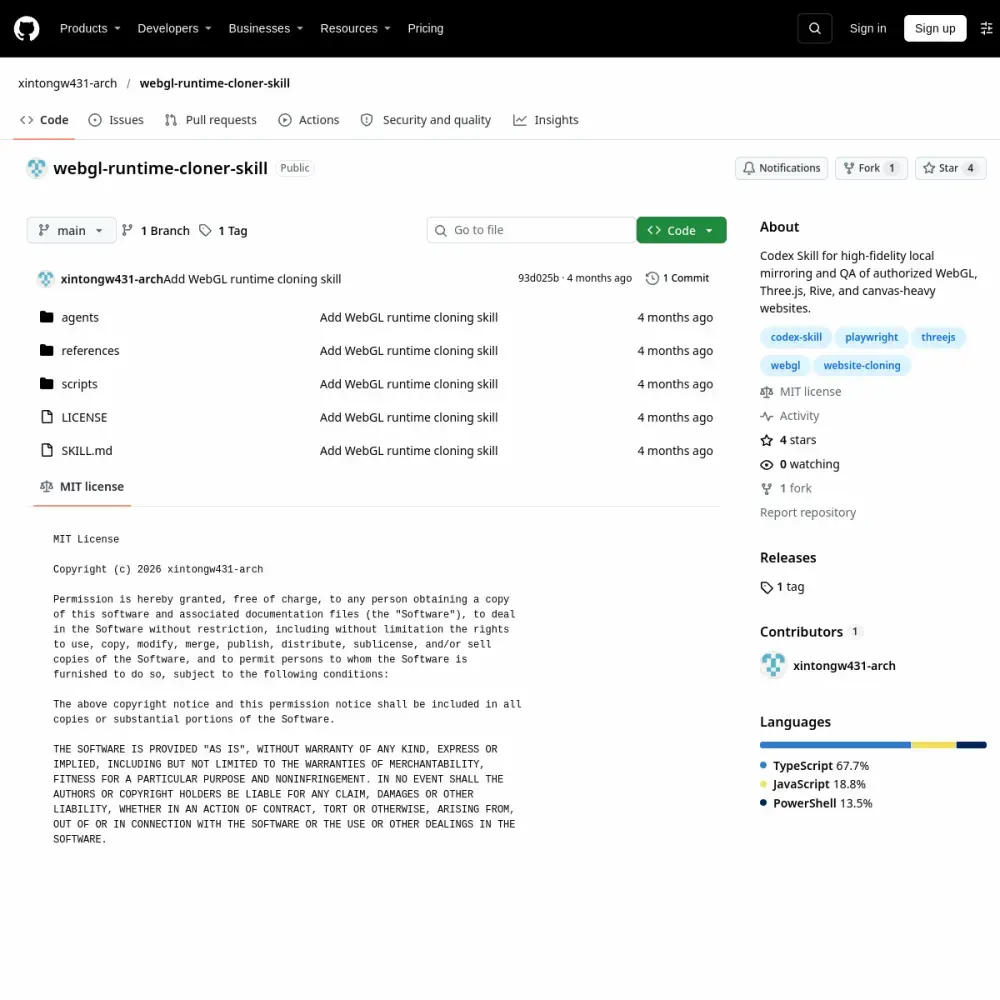 Products Developers Businesses Resources Pricing Sign in Sign up
xintongw431-arch / webgl-runtime-cloner-skill
Code Issues Pull requests Actions Security and quality Insights
webgl-runtime-cloner-skill Public Notifications Fork 1 Star 4
main 1 Branch 1 Tag Go to file Code
xintongw431-archAdd WebGL runtime cloning skill 93d025b · 4 months ago 1 Commit
agents Add WebGL runtime cloning skill 4 months ago
references Add WebGL runtime cloning skill 4 months ago
scripts Add WebGL runtime cloning skill 4 months ago
LICENSE Add WebGL runtime cloning skill 4 months ago
SKILL.md Add WebGL runtime cloning skill 4 months ago
MIT license
MIT License
Copyright (c) 2026 xintongw431-arch
Permission is hereby granted, free of charge, to any person obtaining a copy
of this software and associated documentation files (the "Software"), to deal
in the Software without restriction, including without limitation the rights
to use, copy, modify, merge, publish, distribute, sublicense, and/or sell
copies of the Software, and to permit persons to whom the Software is
furnished to do so, subject to the following conditions:
The above copyright notice and this permission notice shall be included in all
copies or substantial portions of the Software.
THE SOFTWARE IS PROVIDED "AS IS", WITHOUT WARRANTY OF ANY KIND, EXPRESS OR
IMPLIED, INCLUDING BUT NOT LIMITED TO THE WARRANTIES OF MERCHANTABILITY,
FITNESS FOR A PARTICULAR PURPOSE AND NONINFRINGEMENT. IN NO EVENT SHALL THE
AUTHORS OR COPYRIGHT HOLDERS BE LIABLE FOR ANY CLAIM, DAMAGES OR OTHER
LIABILITY, WHETHER IN AN ACTION OF CONTRACT, TORT OR OTHERWISE, ARISING FROM,
OUT OF OR IN CONNECTION WITH THE SOFTWARE OR THE USE OR OTHER DEALINGS IN THE
SOFTWARE.
About
Codex Skill for high-fidelity local
mirroring and QA of authorized WebGL,
Three.js, Rive, and canvas-heavy
websites.
codex-skill playwright threejs
webgl website-cloning
MIT license
Activity
4 stars
0 watching
1 fork
Report repository
Releases
1 tag
Contributors 1
xintongw431-arch
Languages
TypeScript 67.7%
JavaScript 18.8%
PowerShell 13.5%